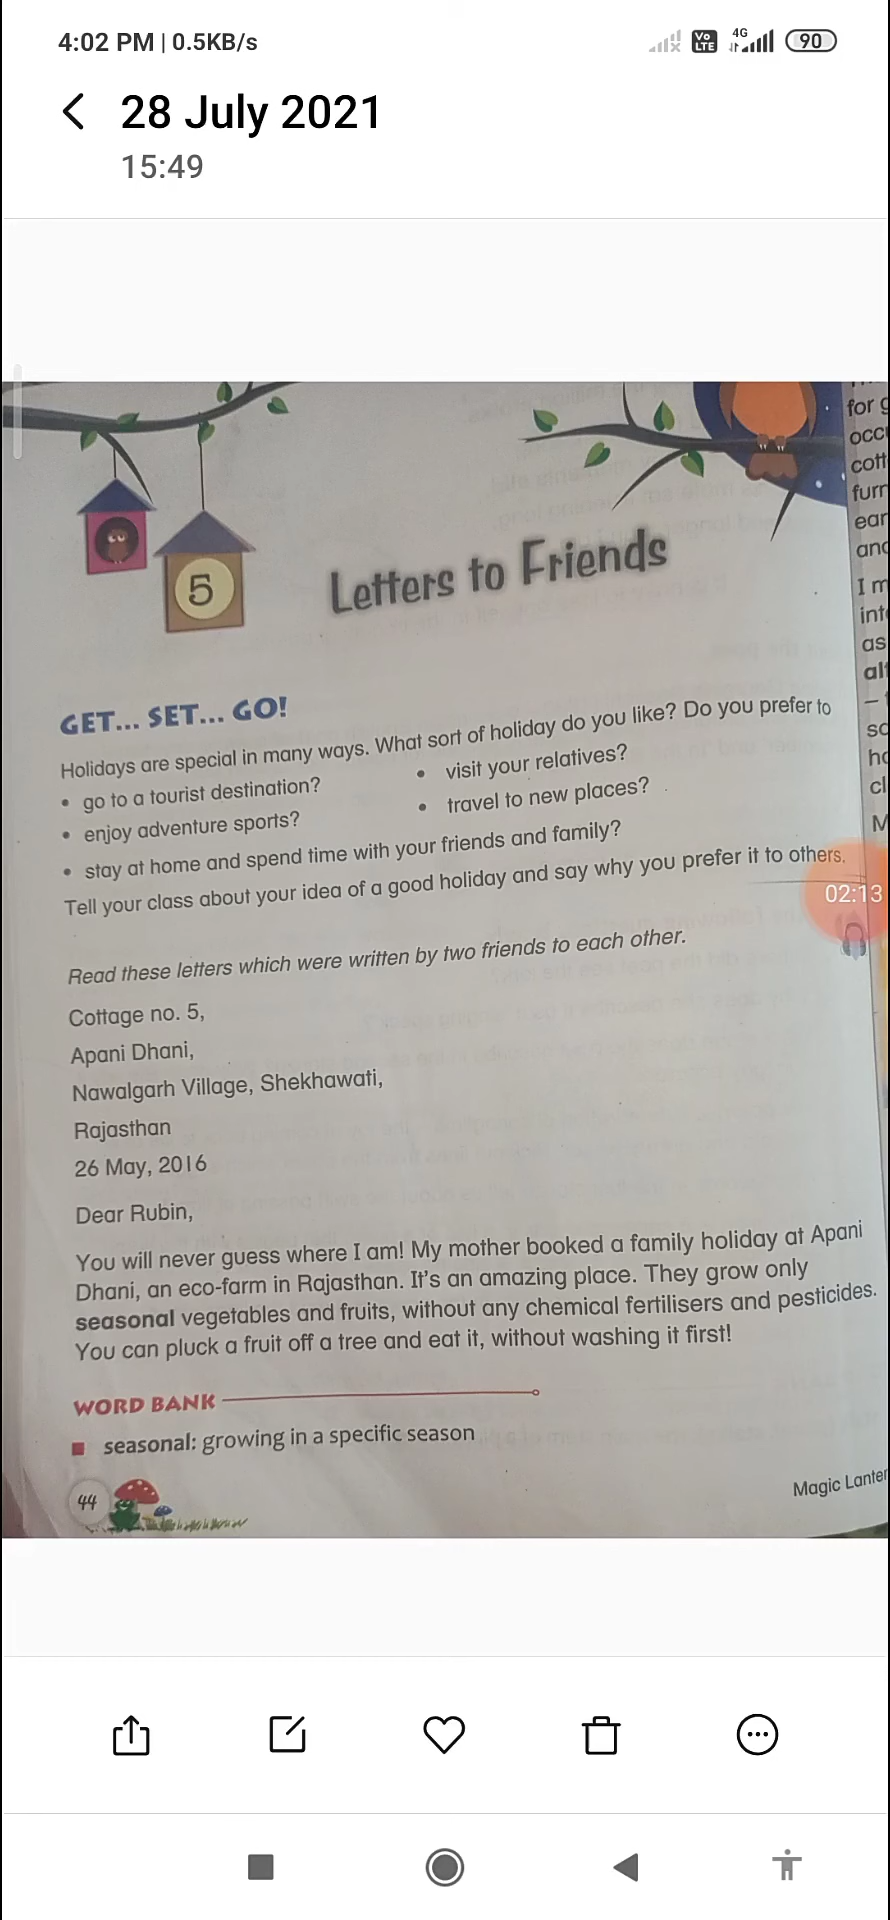 4:02 PM | 0.5KB/s
Vo LTE 4G 90
28 July 2021
15:49
5
Letters to Friends
GET... SET... GO!
Holidays are special in many ways. What sort of holiday do you like? Do you prefer to
• go to a tourist destination? • visit your relatives?
• enjoy adventure sports? • travel to new places?
• stay at home and spend time with your friends and family?
Tell your class about your idea of a good holiday and say why you prefer it to others.
02:13
Read these letters which were written by two friends to each other.
Cottage no. 5,
Apani Dhani,
Nawalgarh Village, Shekhawati,
Rajasthan
26 May, 2016
Dear Rubin,
You will never guess where I am! My mother booked a family holiday at Apani
Dhani, an eco-farm in Rajasthan. It's an amazing place. They grow only
seasonal vegetables and fruits, without any chemical fertilisers and pesticides.
You can pluck a fruit off a tree and eat it, without washing it first!
WORD BANK
seasonal: growing in a specific season
44
Magic Lanter
for
I
as